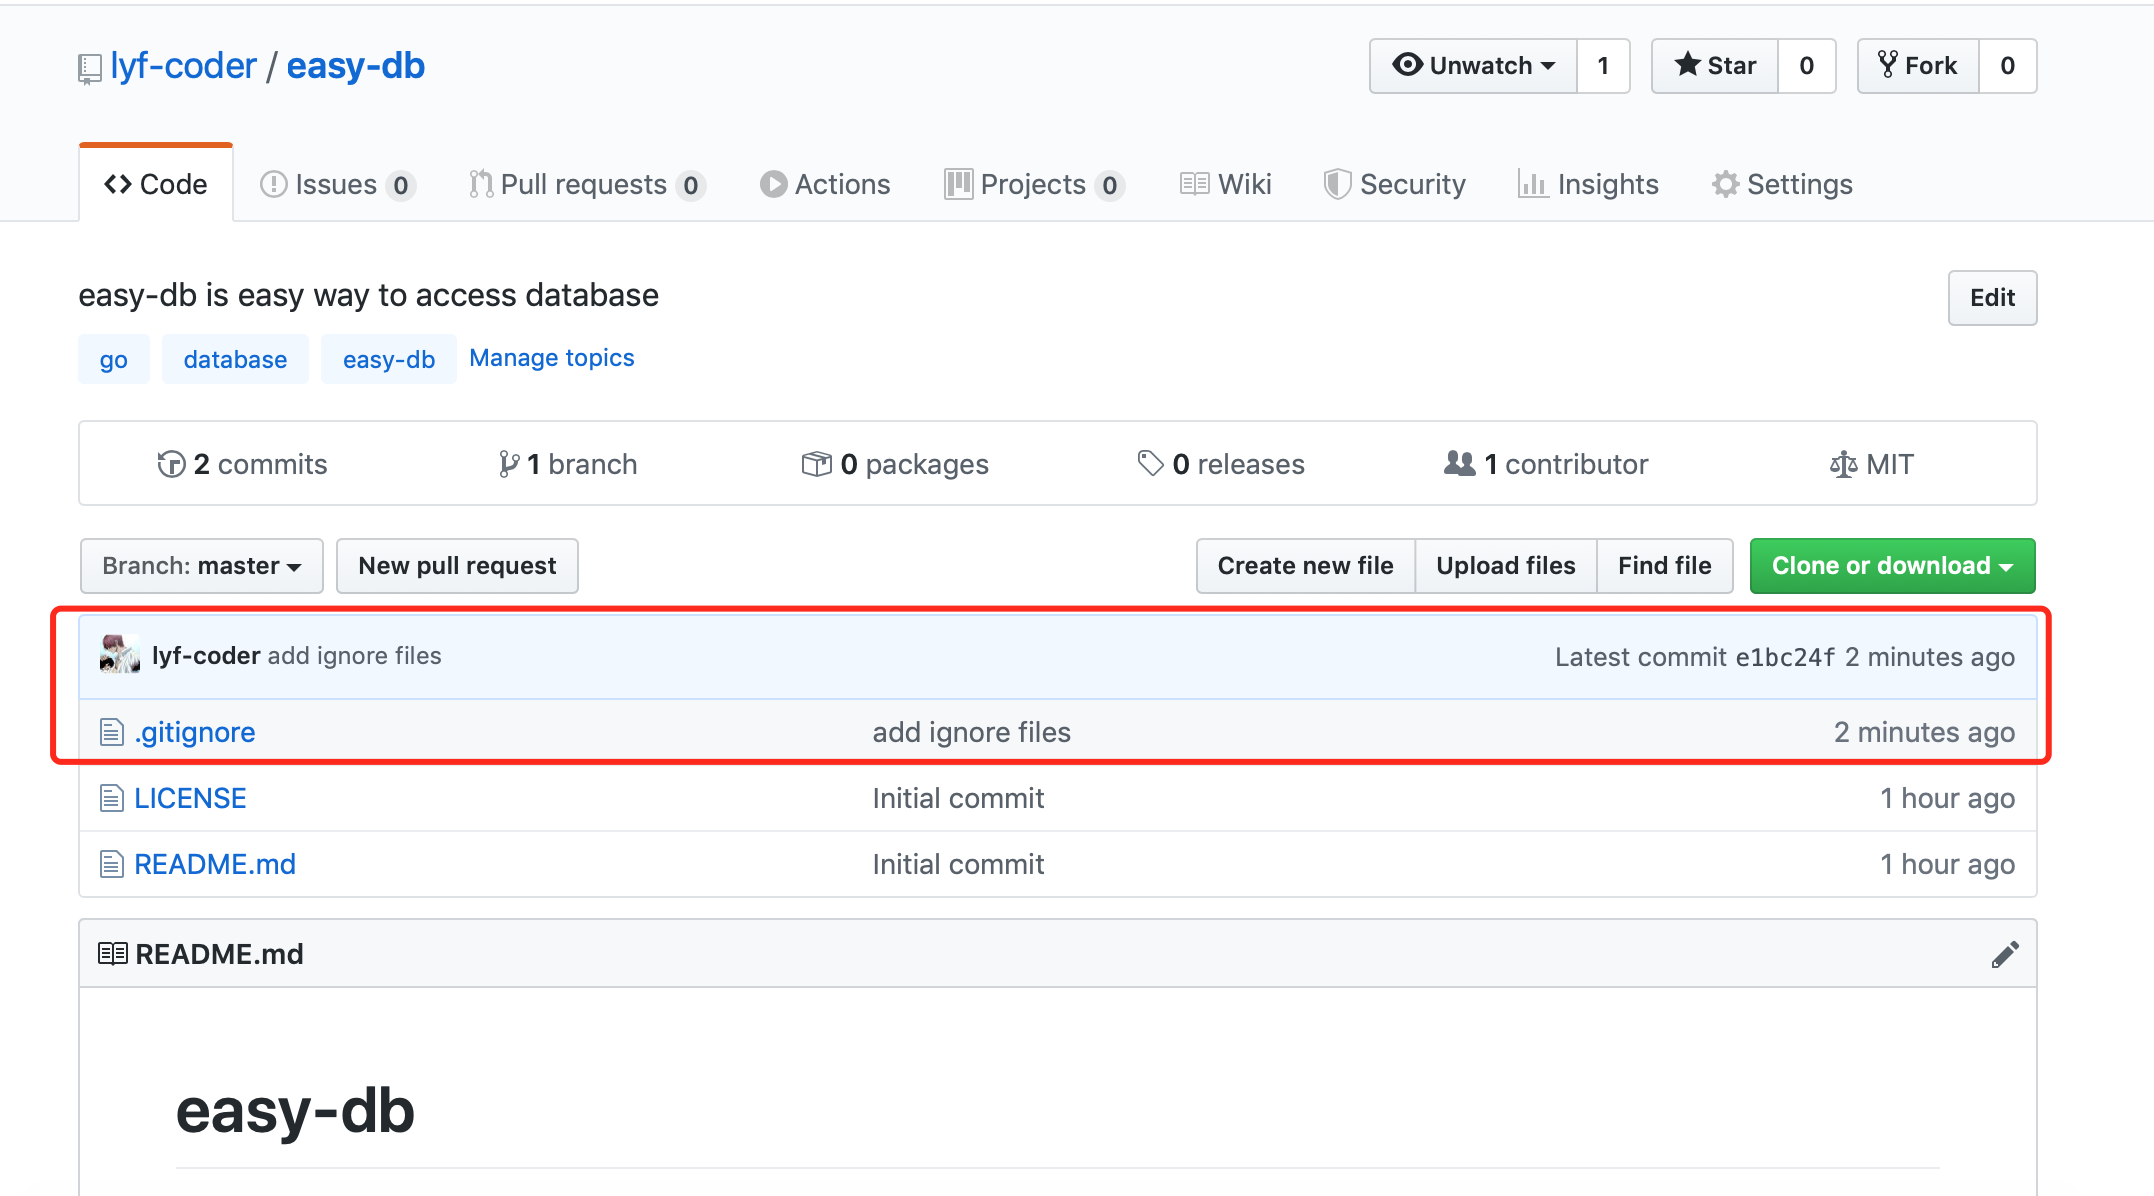 lyf-coder / easy-db
Unwatch 1 Star 0 Fork 0
Code Issues 0 Pull requests 0 Actions Projects 0 Wiki Security Insights Settings
easy-db is easy way to access database
Edit
go database easy-db Manage topics
2 commits 1 branch 0 packages 0 releases 1 contributor MIT
Branch: master New pull request Create new file Upload files Find file Clone or download
lyf-coder add ignore files Latest commit e1bc24f 2 minutes ago
.gitignore add ignore files 2 minutes ago
LICENSE Initial commit 1 hour ago
README.md Initial commit 1 hour ago
README.md
easy-db